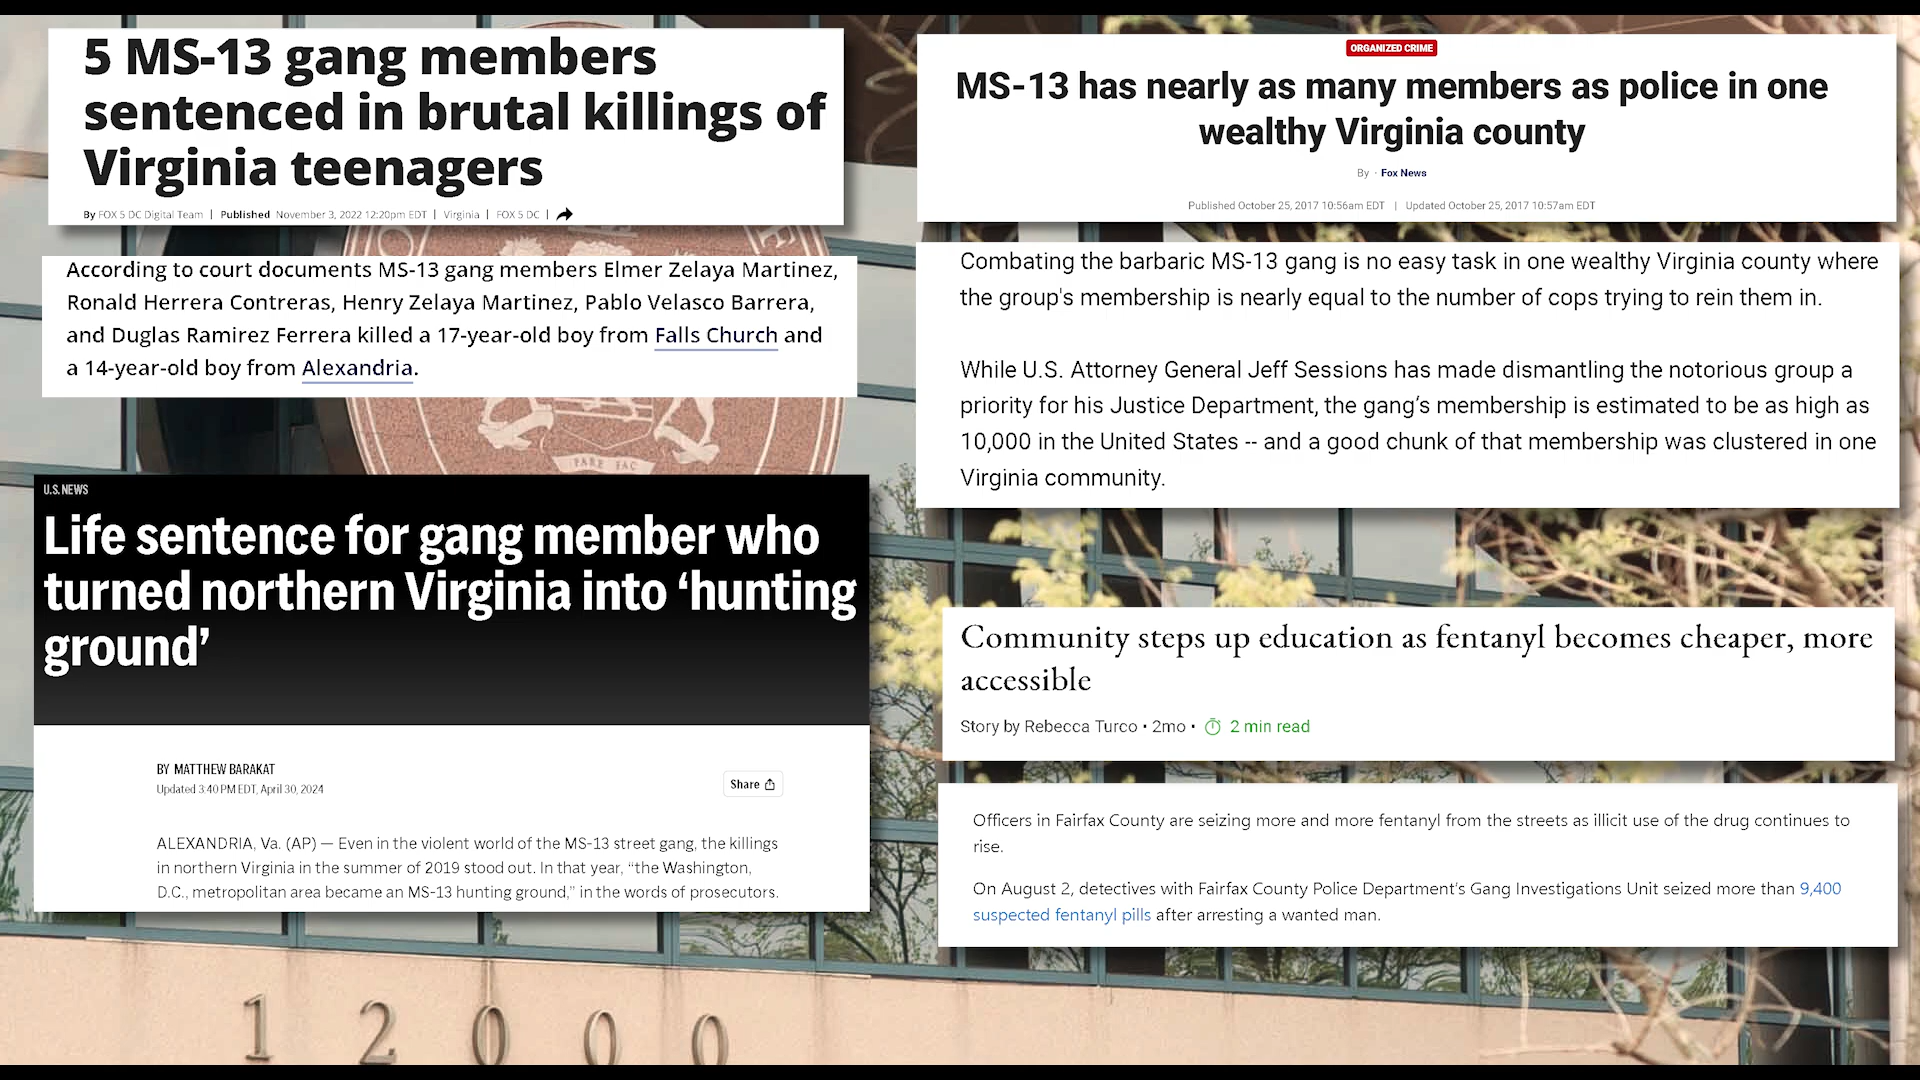 5 MS-13 gang members
sentenced in brutal killings of
Virginia teenagers
By FOX 5 DC Digital Team | Published November 3, 2022 12:20pm EDT | Virginia | FOX 5 DC |
According to court documents MS-13 gang members Elmer Zelaya Martinez,
Ronald Herrera Contreras, Henry Zelaya Martinez, Pablo Velasco Barrera,
and Duglas Ramirez Ferrera killed a 17-year-old boy from Falls Church and
a 14-year-old boy from Alexandria.
FARE FAC
U.S. NEWS
Life sentence for gang member who
turned northern Virginia into ‘hunting
ground’
BY MATTHEW BARAKAT
Updated 3:40 PM EDT, April 30, 2024
Share
ALEXANDRIA, Va. (AP) — Even in the violent world of the MS-13 street gang, the killings
in northern Virginia in the summer of 2019 stood out. In that year, “the Washington,
D.C., metropolitan area became an MS-13 hunting ground,” in the words of prosecutors.
ORGANIZED CRIME
MS-13 has nearly as many members as police in one
wealthy Virginia county
By · Fox News
Published October 25, 2017 10:56am EDT | Updated October 25, 2017 10:57am EDT
Combating the barbaric MS-13 gang is no easy task in one wealthy Virginia county where
the group's membership is nearly equal to the number of cops trying to rein them in.
While U.S. Attorney General Jeff Sessions has made dismantling the notorious group a
priority for his Justice Department, the gang’s membership is estimated to be as high as
10,000 in the United States -- and a good chunk of that membership was clustered in one
Virginia community.
Community steps up education as fentanyl becomes cheaper, more
accessible
Story by Rebecca Turco • 2mo • 2 min read
Officers in Fairfax County are seizing more and more fentanyl from the streets as illicit use of the drug continues to
rise.
On August 2, detectives with Fairfax County Police Department’s Gang Investigations Unit seized more than 9,400
suspected fentanyl pills after arresting a wanted man.
12000